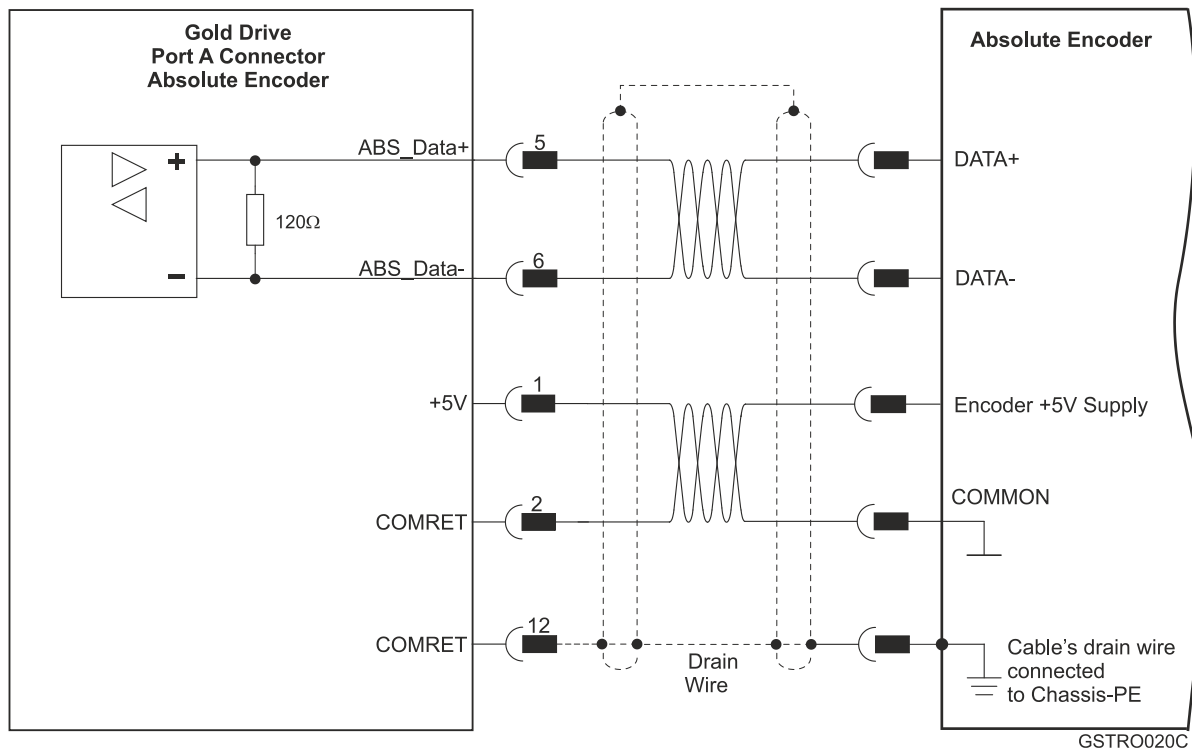 Gold Drive
Port A Connector
Absolute Encoder
Absolute Encoder
ABS_Data+
5
DATA+
+
120Ω
ABS_Data-
6
DATA-
–
+5V
1
Encoder +5V Supply
COMRET
2
COMMON
COMRET
12
Drain
Wire
Cable's drain wire
connected
to Chassis-PE
GSTRO020C